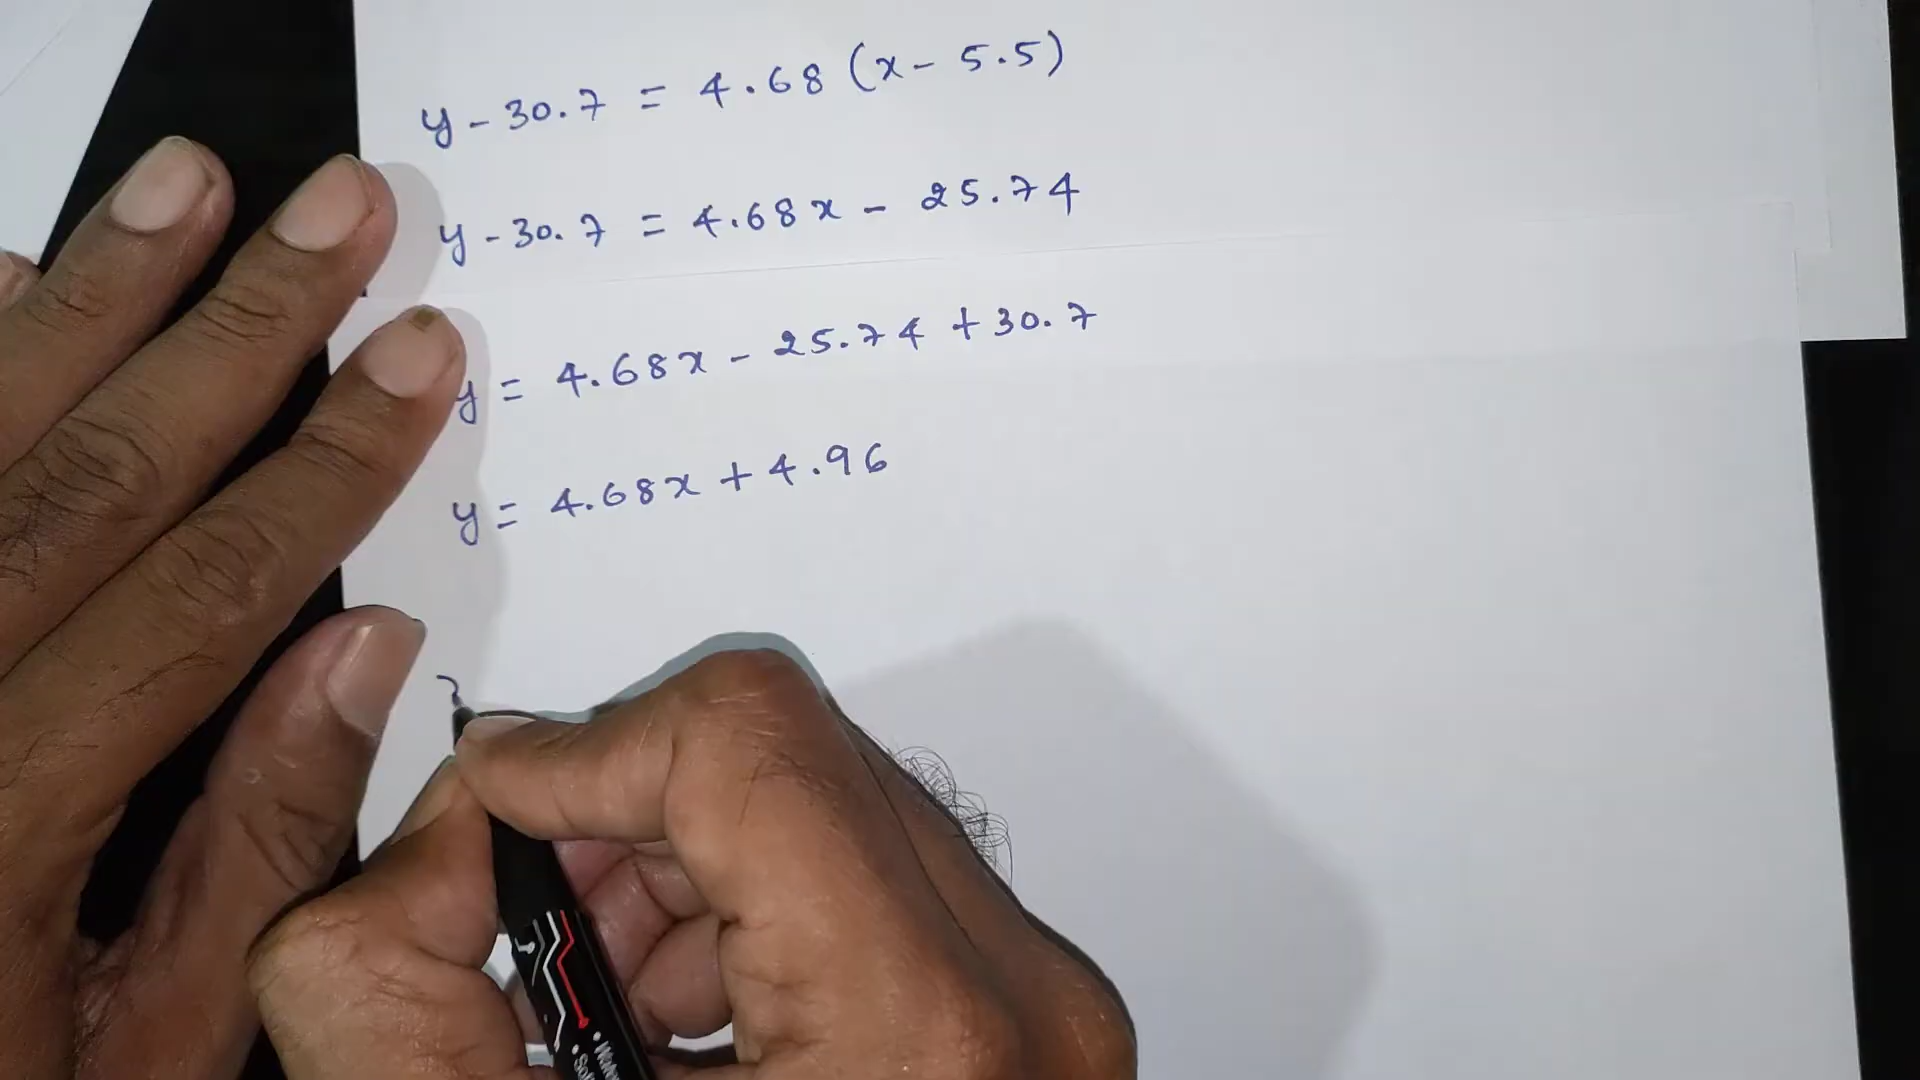 y - 30.7 = 4.68 (x - 5.5)
y - 30.7 = 4.68x - 25.74
y = 4.68x - 25.74 + 30.7
y = 4.68x + 4.96